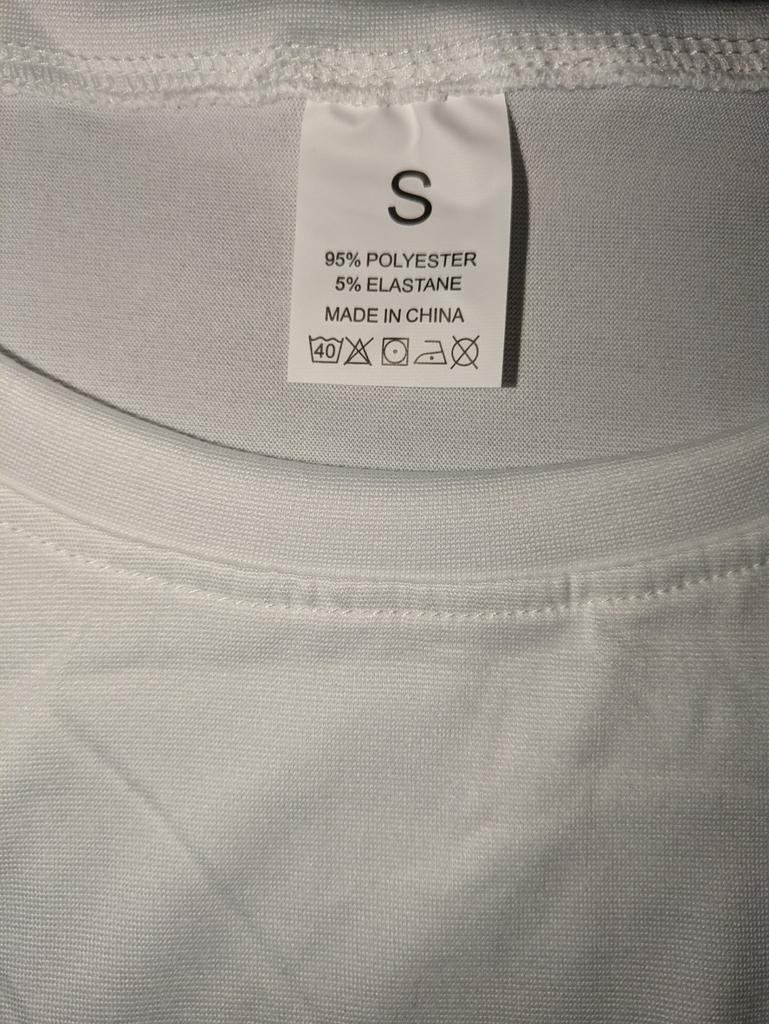 S
95% POLYESTER
5% ELASTANE
MADE IN CHINA
40